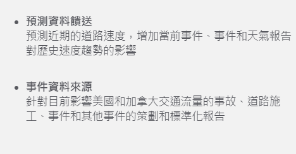 • 預測資料饋送
預測近期的道路速度，增加當前事件、事件和天氣報告
對歷史速度趨勢的影響
• 事件資料來源
針對目前影響美國和加拿大交通流量的事故、道路施
工、事件和其他事件的策劃和標準化報告